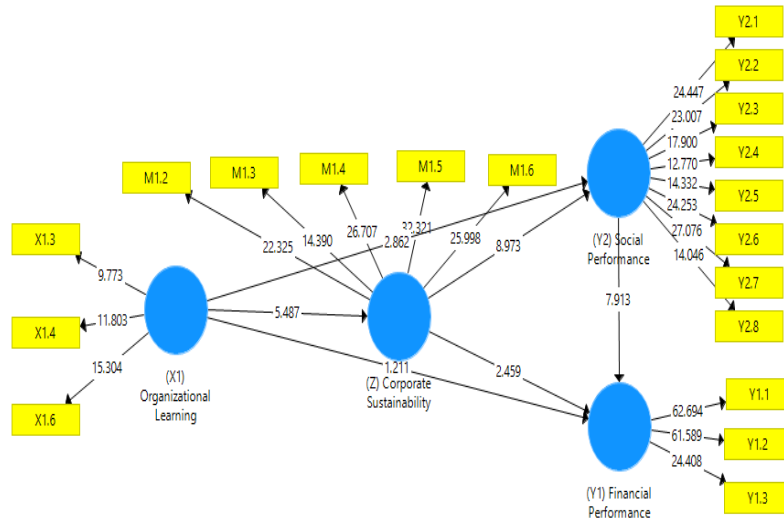 Y2.1
Y2.2
Y2.3
Y2.4
Y2.5
Y2.6
Y2.7
Y2.8
24.447
23.007
17.900
12.770
14.332
24.253
27.076
14.046
(Y2) Social
Performance
M1.2
M1.3
M1.4
M1.5
M1.6
22.325
14.390
26.707
25.998
2.862
8.973
X1.3
X1.4
X1.6
9.773
11.803
15.304
5.487
7.913
(X1)
Organizational
Learning
1.211
(Z) Corporate
Sustainability
2.459
Y1.1
Y1.2
Y1.3
62.694
61.589
24.408
(Y1) Financial
Performance